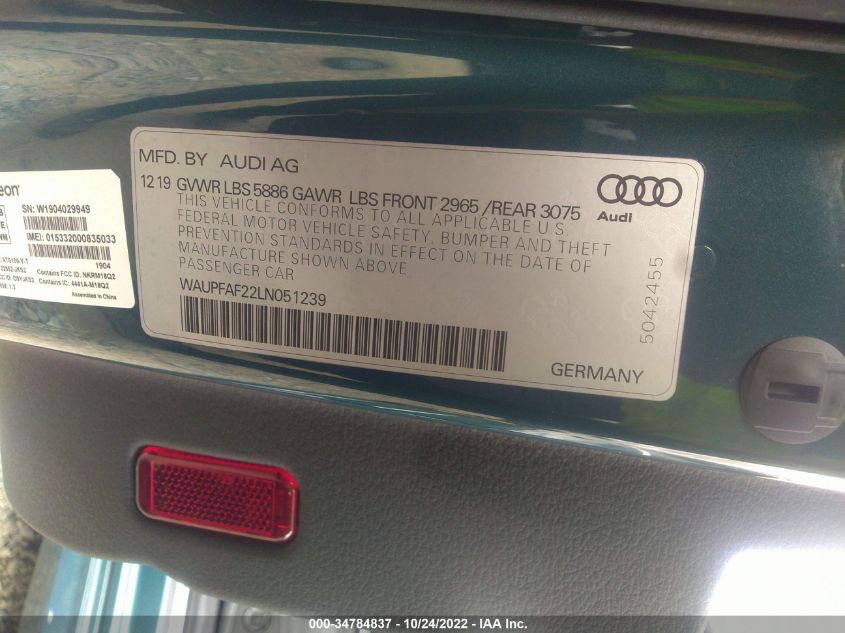 MFD. BY AUDI AG
12 19 GVWR LBS 5886 GAWR LBS FRONT 2965 /REAR 3075
THIS VEHICLE CONFORMS TO ALL APPLICABLE U.S.
FEDERAL MOTOR VEHICLE SAFETY, BUMPER AND THEFT
PREVENTION STANDARDS IN EFFECT ON THE DATE OF
MANUFACTURE SHOWN ABOVE
PASSENGER CAR
WAUPFAF22LN051239
Audi
5042455
GERMANY
eon
SN: W1904029949
IMEI: 015332000835033
1904
Contains FCC ID: NKRM18Q2
Contains IC: 4441A-M18Q2
Assembled in China
000-34784837 - 10/24/2022 - IAA Inc.